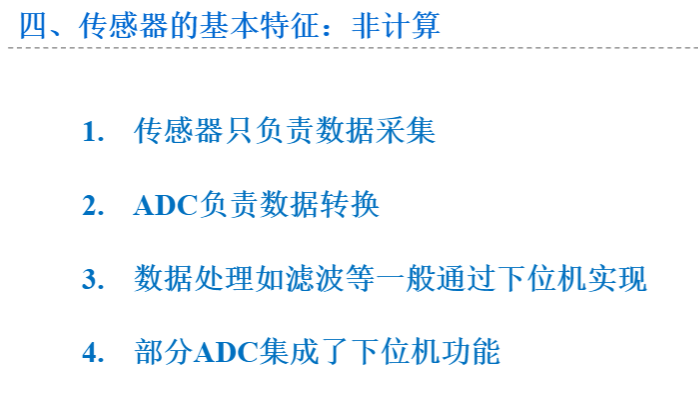 四、传感器的基本特征：非计算
1. 传感器只负责数据采集
2. ADC负责数据转换
3. 数据处理如滤波等一般通过下位机实现
4. 部分ADC集成了下位机功能